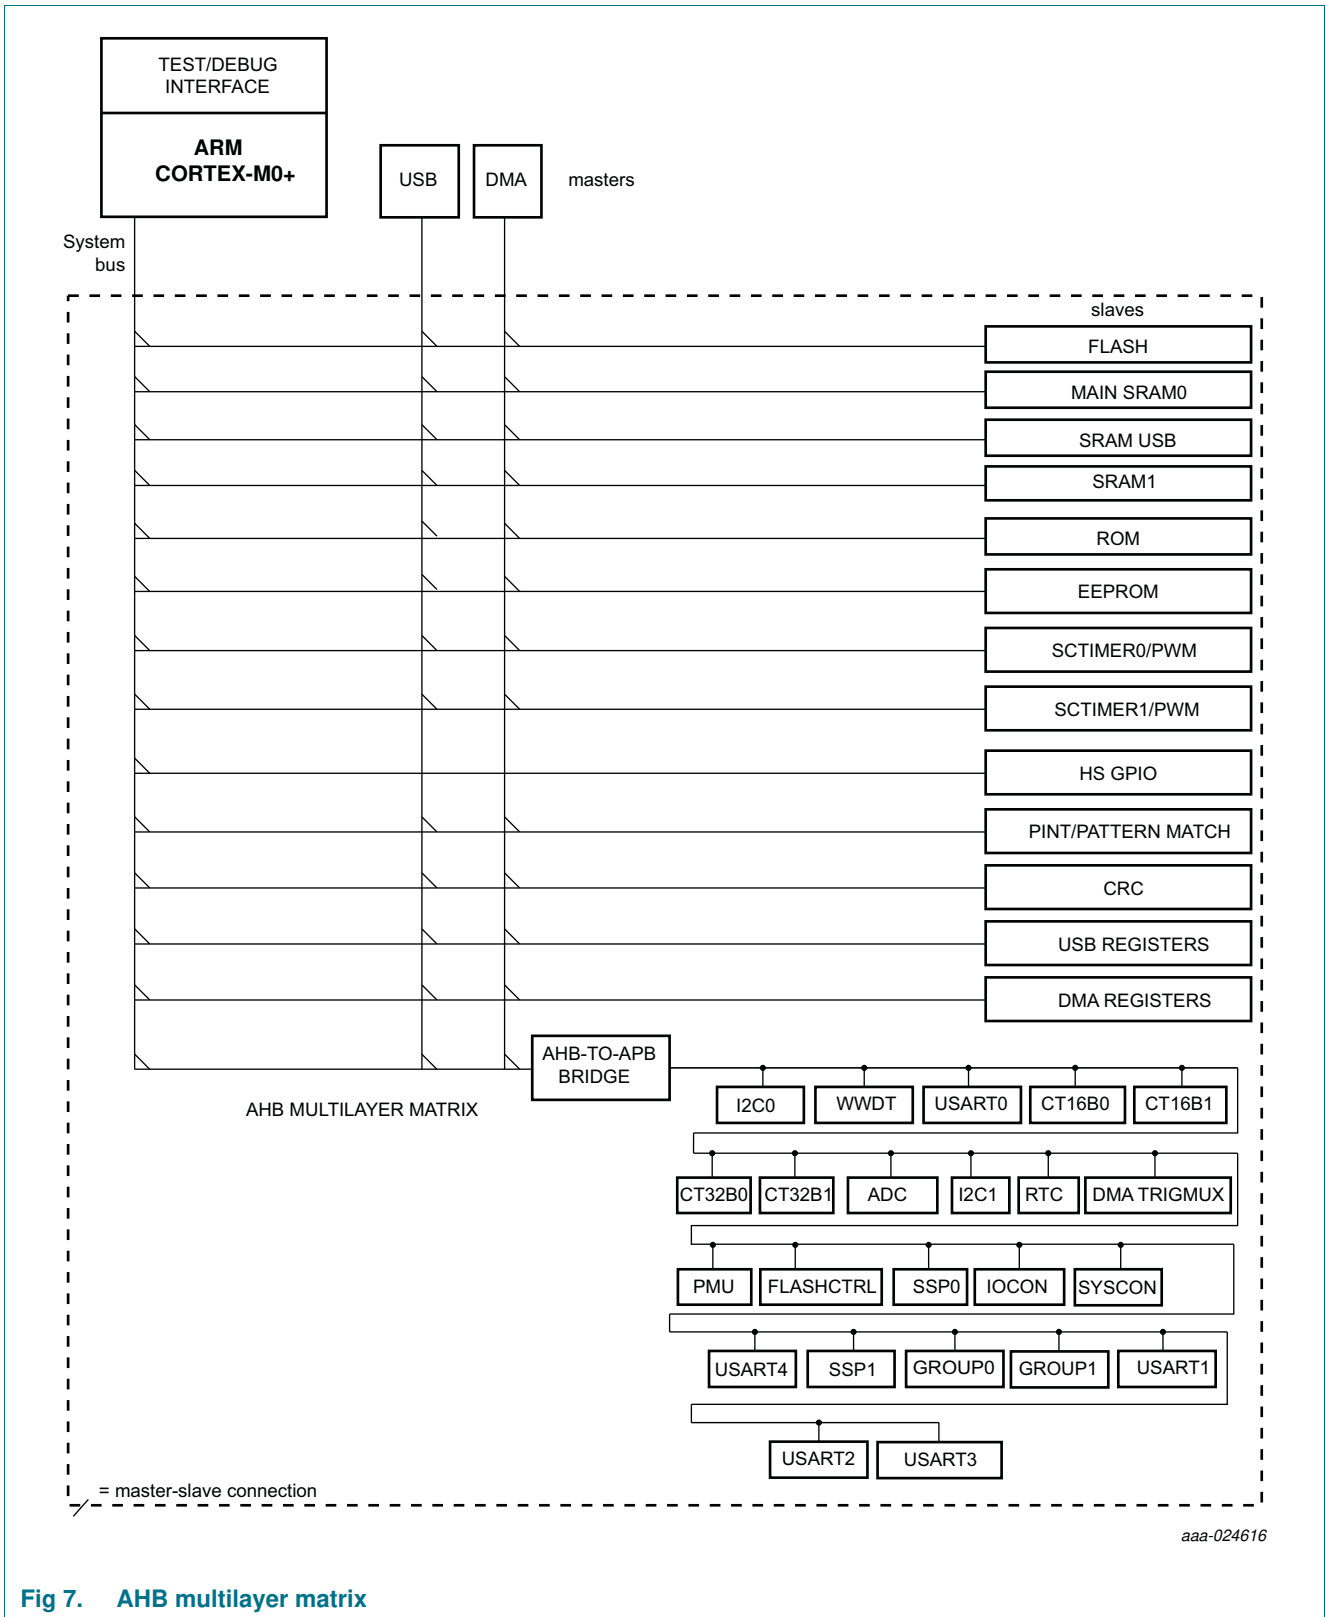 TEST/DEBUG
INTERFACE
ARM
CORTEX-M0+
USB
DMA
masters
System
bus
slaves
FLASH
MAIN SRAM0
SRAM USB
SRAM1
ROM
EEPROM
SCTIMER0/PWM
SCTIMER1/PWM
HS GPIO
PINT/PATTERN MATCH
CRC
USB REGISTERS
DMA REGISTERS
AHB-TO-APB
BRIDGE
AHB MULTILAYER MATRIX
I2C0 WWDT USART0 CT16B0 CT16B1
CT32B0 CT32B1 ADC I2C1 RTC DMA TRIGMUX
PMU FLASHCTRL SSP0 IOCON SYSCON
USART4 SSP1 GROUP0 GROUP1 USART1
USART2 USART3
= master-slave connection
aaa-024616
Fig 7. AHB multilayer matrix